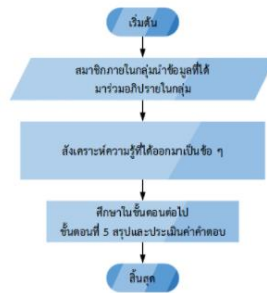 เริ่มต้น
สมาชิกภายในกลุ่มนำข้อมูลที่ได้
มาร่วมอภิปรายในกลุ่ม
สังเคราะห์ความรู้ที่ได้ออกมาเป็นข้อ ๆ
ศึกษาในขั้นตอนต่อไป
ขั้นตอนที่ 5 สรุปและประเมินค่าคำตอบ
สิ้นสุด